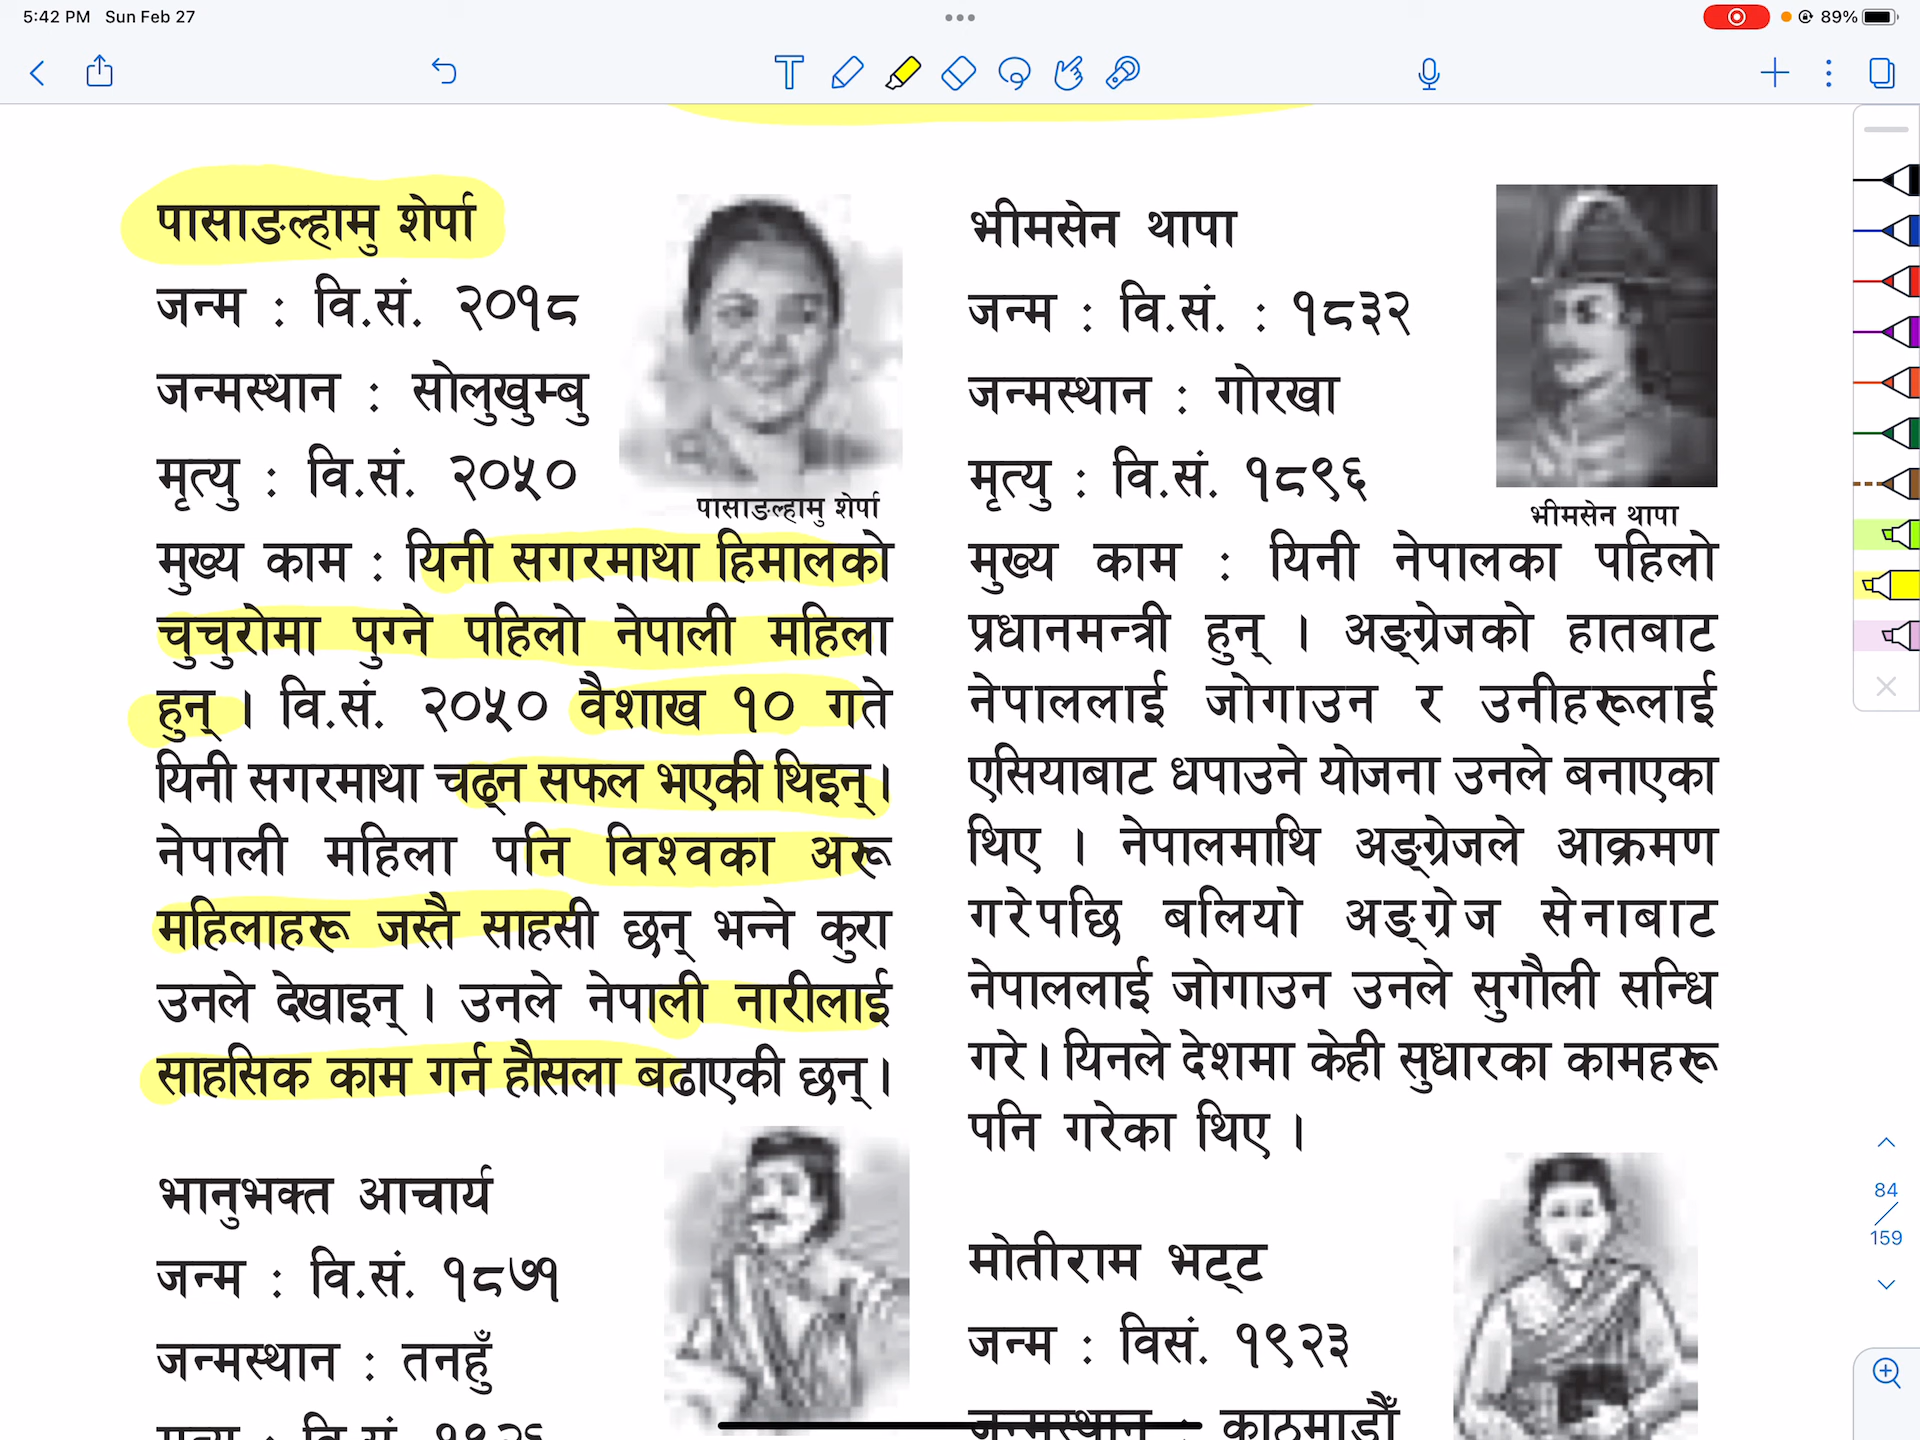 5:42 PM Sun Feb 27
89%
पासाङल्हामु शेर्पा
जन्म : वि.सं. २०१८
जन्मस्थान : सोलुखुम्बु
मृत्यु : वि.सं. २०५०
पासाङल्हामु शेर्पा
मुख्य काम : यिनी सगरमाथा हिमालको
चुचुरोमा पुग्ने पहिलो नेपाली महिला
हुन् । वि.सं. २०५० वैशाख १० गते
यिनी सगरमाथा चढ्न सफल भएकी थिइन्।
नेपाली महिला पनि विश्वका अरू
महिलाहरू जस्तै साहसी छन् भन्ने कुरा
उनले देखाइन् । उनले नेपाली नारीलाई
साहसिक काम गर्न हौसला बढाएकी छन्।
भानुभक्त आचार्य
जन्म : वि.सं. १८७१
जन्मस्थान : तनहुँ
मृत्यु : वि.सं. १९२६
भीमसेन थापा
जन्म : वि.सं. : १८३२
जन्मस्थान : गोरखा
मृत्यु : वि.सं. १८९६
भीमसेन थापा
मुख्य काम : यिनी नेपालका पहिलो
प्रधानमन्त्री हुन् । अङ्ग्रेजको हातबाट
नेपाललाई जोगाउन र उनीहरूलाई
एसियाबाट धपाउने योजना उनले बनाएका
थिए । नेपालमाथि अङ्ग्रेजले आक्रमण
गरेपछि बलियो अङ्ग्रेज सेनाबाट
नेपाललाई जोगाउन उनले सुगौली सन्धि
गरे। यिनले देशमा केही सुधारका कामहरू
पनि गरेका थिए ।
मोतीराम भट्ट
जन्म : विसं. १९२३
जन्मस्थान : काठमाडौँ
84
159